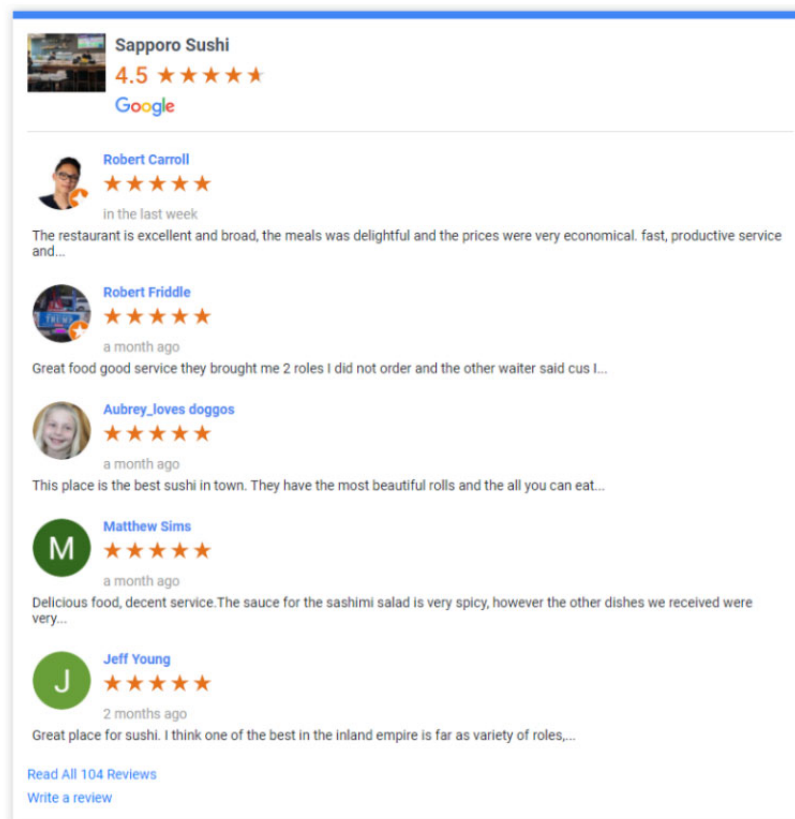 Sapporo Sushi
4.5
Google
Robert Carroll
in the last week
The restaurant is excellent and broad, the meals was delightful and the prices were very economical. fast, productive service
and...
Robert Friddle
TRUMP
a month ago
Great food good service they brought me 2 roles I did not order and the other waiter said cus I...
Aubrey_loves doggos
a month ago
This place is the best sushi in town. They have the most beautiful rolls and the all you can eat...
Matthew Sims
M
a month ago
Delicious food, decent service.The sauce for the sashimi salad is very spicy, however the other dishes we received were
very...
Jeff Young
J
2 months ago
Great place for sushi. I think one of the best in the inland empire is far as variety of roles,...
Read All 104 Reviews
Write a review